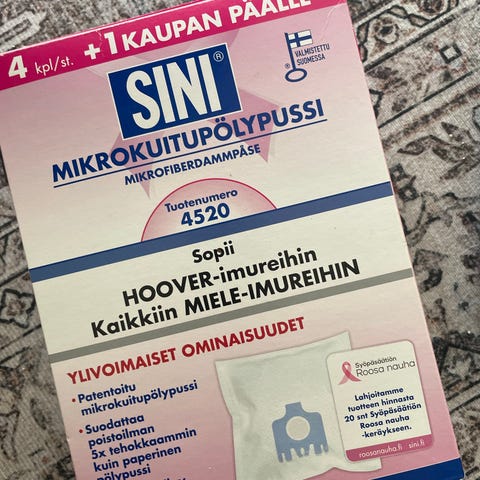 4 kpl/st. +1 KAUPAN PÄÄLLE
VALMISTETTU
SUOMESSA
SINI®
MIKROKUITUPÖLYPUSSI
MIKROFIBERDAMMPÅSE
Tuotenumero
4520
Sopii
HOOVER-imureihin
Kaikkiin MIELE-IMUREIHIN
YLIVOIMAISET OMINAISUUDET
• Patentoitu
mikrokuitupölypussi
• Suodattaa
poistoilman
5x tehokkaammin
kuin paperinen
pölypussi
Syöpäsäätiön
Roosa nauha
Lahjoitamme
tuotteen hinnasta
20 snt Syöpäsäätiön
Roosa nauha
-keräykseen.
roosanauha.fi sini.fi